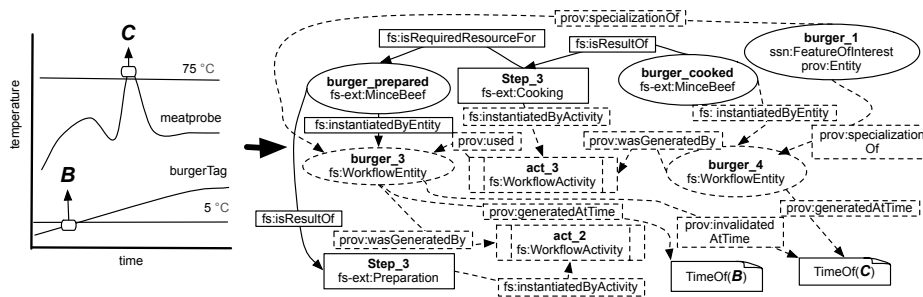 C
75 °C
meatprobe
burgerTag
B
5 °C
temperature
time
prov:specializationOf
fs:isRequiredResourceFor
fs:isResultOf
burger_1
ssn:FeatureOfInterest
prov:Entity
burger_prepared
fs-ext:MinceBeef
Step_3
fs-ext:Cooking
burger_cooked
fs-ext:MinceBeef
fs:instantiatedByEntity
fs:instantiatedByActivity
fs: instantiatedByEntity
prov:used
prov:wasGeneratedBy
prov:specialization
Of
burger_3
fs:WorkflowEntity
act_3
fs:WorkflowActivity
burger_4
fs:WorkflowEntity
fs:isResultOf
prov:generatedAtTime
prov:generatedAtTime
prov:wasGeneratedBy
act_2
fs:WorkflowActivity
prov:invalidated
AtTime
Step_3
fs-ext:Preparation
fs:instantiatedByActivity
TimeOf(B)
TimeOf(C)